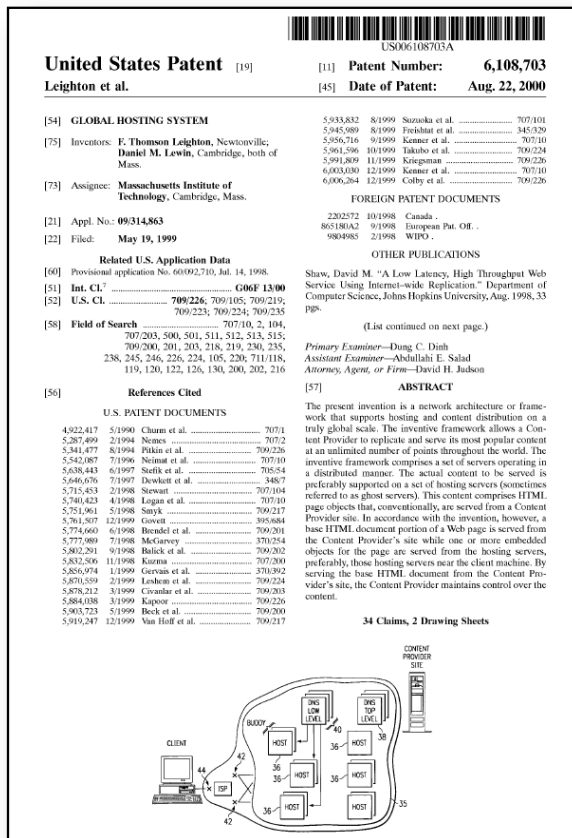 US006108703A
United States Patent [19]
Leighton et al.
[11] Patent Number: 6,108,703
[45] Date of Patent: Aug. 22, 2000
[54] GLOBAL HOSTING SYSTEM
[75] Inventors: F. Thomson Leighton, Newtonville;
Daniel M. Lewin, Cambridge, both of
Mass.
[73] Assignee: Massachusetts Institute of
Technology, Cambridge, Mass.
[21] Appl. No.: 09/314,863
[22] Filed: May 19, 1999
Related U.S. Application Data
[60] Provisional application No. 60/092,710, Jul. 14, 1998.
[51] Int. Cl.7 G06F 13/00
[52] U.S. Cl. 709/226; 709/105; 709/219;
709/223; 709/224; 709/235
[58] Field of Search 707/10, 2, 104,
707/203, 500, 501, 511, 512, 513, 515;
709/200, 201, 203, 218, 219, 230, 235,
238, 245, 246, 226, 224, 105, 220; 711/118,
119, 120, 122, 126, 130, 200, 202, 216
[56] References Cited
U.S. PATENT DOCUMENTS
4,922,417 5/1990 Churm et al. 707/1
5,287,499 2/1994 Nemes 707/2
5,341,477 8/1994 Pitkin et al. 709/226
5,542,087 7/1996 Neimat et al. 707/10
5,638,443 6/1997 Stefik et al. 705/54
5,646,676 7/1997 Dewkett et al. 348/7
5,715,453 2/1998 Stewart 707/104
5,740,423 4/1998 Logan et al. 707/10
5,751,961 5/1998 Smyk 709/217
5,761,507 12/1999 Govett 395/684
5,774,660 6/1998 Brendel et al. 709/201
5,777,989 7/1998 McGarvey 370/254
5,802,291 9/1998 Balick et al. 709/202
5,832,506 11/1998 Kuzma 707/200
5,856,974 1/1999 Gervais et al. 370/392
5,870,559 2/1999 Leshem et al. 709/224
5,878,212 3/1999 Civanlar et al. 709/203
5,884,038 3/1999 Kapoor 709/226
5,903,723 5/1999 Beck et al. 709/200
5,919,247 12/1999 Van Hoff et al. 709/217
5,933,832 8/1999 Suzuoka et al. 707/101
5,945,989 8/1999 Freishtat et al. 345/329
5,956,716 9/1999 Kenner et al. 707/10
5,961,596 10/1999 Takubo et al. 709/224
5,991,809 11/1999 Kriegsman 709/226
6,003,030 12/1999 Kenner et al. 707/10
6,006,264 12/1999 Colby et al. 709/226
FOREIGN PATENT DOCUMENTS
2202572 10/1998 Canada .
865180A2 9/1998 European Pat. Off. .
9804985 2/1998 WIPO .
OTHER PUBLICATIONS
Shaw, David M. "A Low Latency, High Throughput Web
Service Using Internet-wide Replication." Department of
Computer Science, Johns Hopkins University, Aug. 1998, 33
pgs.
(List continued on next page.)
Primary Examiner—Dung C. Dinh
Assistant Examiner—Abdullahi E. Salad
Attorney, Agent, or Firm—David H. Judson
[57] ABSTRACT
The present invention is a network architecture or frame-
work that supports hosting and content distribution on a
truly global scale. The inventive framework allows a Con-
tent Provider to replicate and serve its most popular content
at an unlimited number of points throughout the world. The
inventive framework comprises a set of servers operating in
a distributed manner. The actual content to be served is
preferably supported on a set of hosting servers (sometimes
referred to as ghost servers). This content comprises HTML
page objects that, conventionally, are served from a Content
Provider site. In accordance with the invention, however, a
base HTML document portion of a Web page is served from
the Content Provider's site while one or more embedded
objects for the page are served from the hosting servers,
preferably, those hosting servers near the client machine. By
serving the base HTML document from the Content Pro-
vider's site, the Content Provider maintains control over the
content.
34 Claims, 2 Drawing Sheets
CONTENT
PROVIDER
SITE
DNS
LOW
LEVEL
DNS
TOP
LEVEL
38
40
BUDDY
HOST
36
HOST
36
CLIENT
42
44
ISP
42
HOST
36
HOST
36
HOST
36
HOST
35